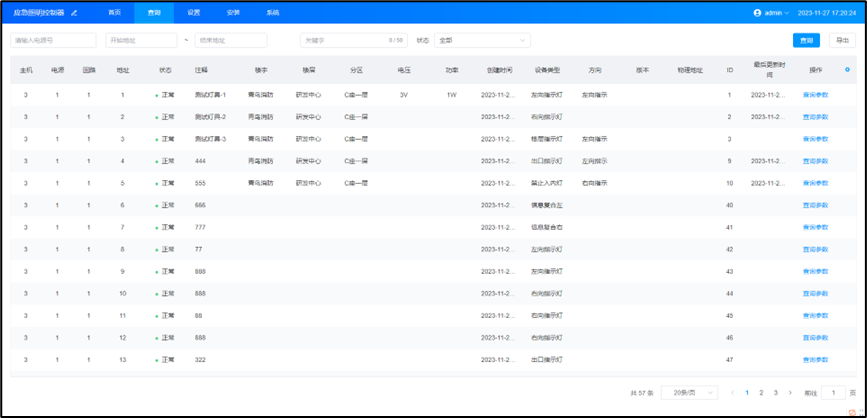 应急照明控制器 首页 查询 设置 安装 系统 admin 2023-11-27 17:20:24
请输入电源号 开始地址 ~ 结束地址 关键字 0 / 50 状态 全部 查询 导出
主机 电源 回路 地址 状态 注释 楼宇 楼层 分区 电压 功率 创建时间 设备类型 方向 版本 物理地址 ID 最后更新时间 操作
3 1 1 1 正常 测试灯具-1 青鸟消防 研发中心 C座一层 3V 1W 2023-11-2... 左向指示灯 左向指示 1 2023-11-2... 查询参数
3 1 1 2 正常 测试灯具-2 青鸟消防 研发中心 C座一层 2023-11-2... 右向指示灯 2 2023-11-2... 查询参数
3 1 1 3 正常 测试灯具-3 青鸟消防 研发中心 C座一层 2023-11-2... 楼层指示灯 左向指示 3 查询参数
3 1 1 4 正常 444 青鸟消防 研发中心 C座一层 2023-11-2... 出口指示灯 左向指示 9 2023-11-2... 查询参数
3 1 1 5 正常 555 青鸟消防 研发中心 C座一层 2023-11-2... 禁止入内灯 右向指示 10 2023-11-2... 查询参数
3 1 1 6 正常 666 2023-11-2... 信息复合左 40 查询参数
3 1 1 7 正常 777 2023-11-2... 信息复合右 41 查询参数
3 1 1 8 正常 77 2023-11-2... 左向指示灯 42 查询参数
3 1 1 9 正常 888 2023-11-2... 左向指示灯 43 查询参数
3 1 1 10 正常 888 2023-11-2... 右向指示灯 44 查询参数
3 1 1 11 正常 88 2023-11-2... 右向指示灯 45 查询参数
3 1 1 12 正常 888 2023-11-2... 右向指示灯 46 查询参数
3 1 1 13 正常 322 2023-11-2... 出口指示灯 47 查询参数
共 57 条 20条/页 1 2 3 前往 1 页